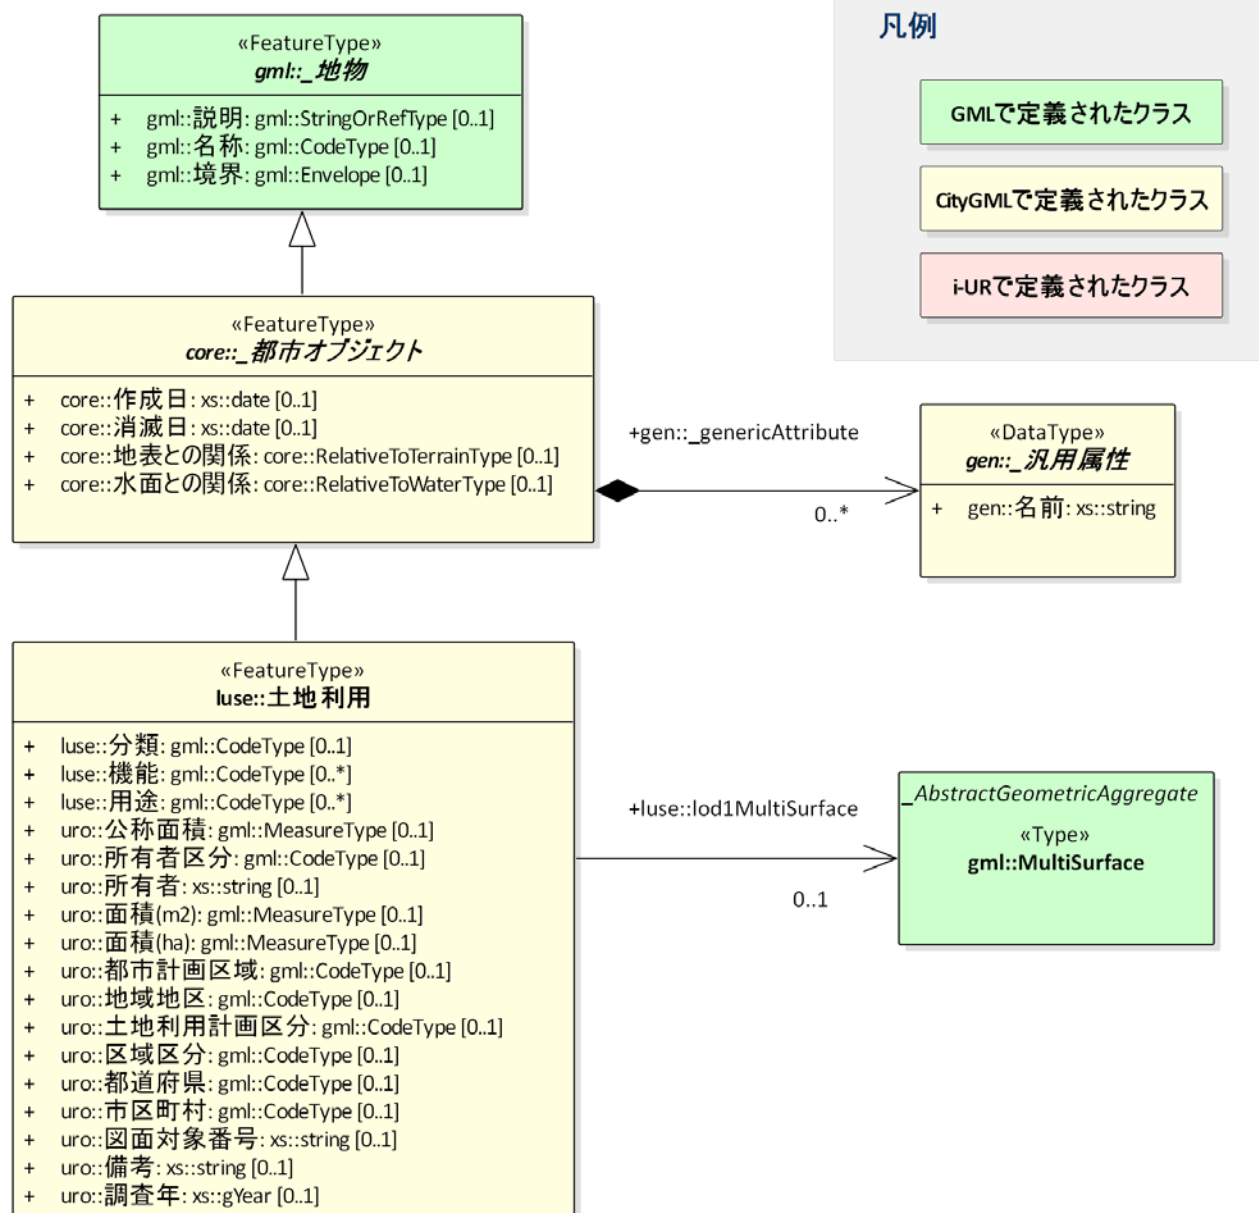 «FeatureType»
gml::_地物
+ gml::説明: gml::StringOrRefType [0..1]
+ gml::名称: gml::CodeType [0..1]
+ gml::境界: gml::Envelope [0..1]
凡例
GMLで定義されたクラス
CityGMLで定義されたクラス
i-URで定義されたクラス
«FeatureType»
core::_都市オブジェクト
+ core::作成日: xs::date [0..1]
+ core::消滅日: xs::date [0..1]
+ core::地表との関係: core::RelativeToTerrainType [0..1]
+ core::水面との関係: core::RelativeToWaterType [0..1]
+gen::_genericAttribute
0..*
«DataType»
gen::_汎用属性
+ gen::名前: xs::string
«FeatureType»
luse::土地利用
+ luse::分類: gml::CodeType [0..1]
+ luse::機能: gml::CodeType [0..*]
+ luse::用途: gml::CodeType [0..*]
+ uro::公称面積: gml::MeasureType [0..1]
+ uro::所有者区分: gml::CodeType [0..1]
+ uro::所有者: xs::string [0..1]
+ uro::面積(m2): gml::MeasureType [0..1]
+ uro::面積(ha): gml::MeasureType [0..1]
+ uro::都市計画区域: gml::CodeType [0..1]
+ uro::地域地区: gml::CodeType [0..1]
+ uro::土地利用計画区分: gml::CodeType [0..1]
+ uro::区域区分: gml::CodeType [0..1]
+ uro::都道府県: gml::CodeType [0..1]
+ uro::市区町村: gml::CodeType [0..1]
+ uro::図面対象番号: xs::string [0..1]
+ uro::備考: xs::string [0..1]
+ uro::調査年: xs::gYear [0..1]
+luse::lod1MultiSurface
0..1
_AbstractGeometricAggregate
«Type»
gml::MultiSurface